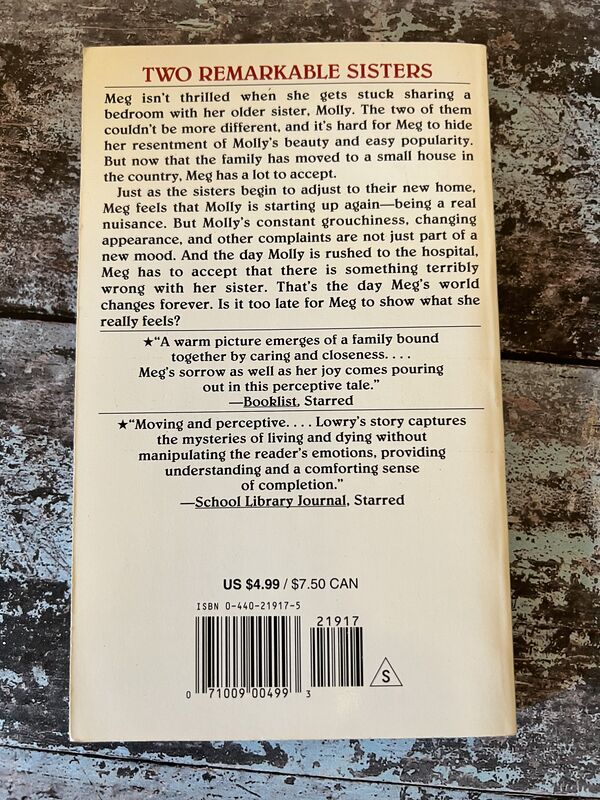 TWO REMARKABLE SISTERS
Meg isn't thrilled when she gets stuck sharing a
bedroom with her older sister, Molly. The two of them
couldn't be more different, and it's hard for Meg to hide
her resentment of Molly's beauty and easy popularity.
But now that the family has moved to a small house in
the country, Meg has a lot to accept.
Just as the sisters begin to adjust to their new home,
Meg feels that Molly is starting up again—being a real
nuisance. But Molly's constant grouchiness, changing
appearance, and other complaints are not just part of a
new mood. And the day Molly is rushed to the hospital,
Meg has to accept that there is something terribly
wrong with her sister. That's the day Meg's world
changes forever. Is it too late for Meg to show what she
really feels?
★“A warm picture emerges of a family bound
together by caring and closeness. . . .
Meg's sorrow as well as her joy comes pouring
out in this perceptive tale.”
—Booklist, Starred
★“Moving and perceptive. . . . Lowry's story captures
the mysteries of living and dying without
manipulating the reader's emotions, providing
understanding and a comforting sense
of completion.”
—School Library Journal, Starred
US $4.99 / $7.50 CAN
ISBN 0-440-21917-5
21917
0 71009 00499 3
S